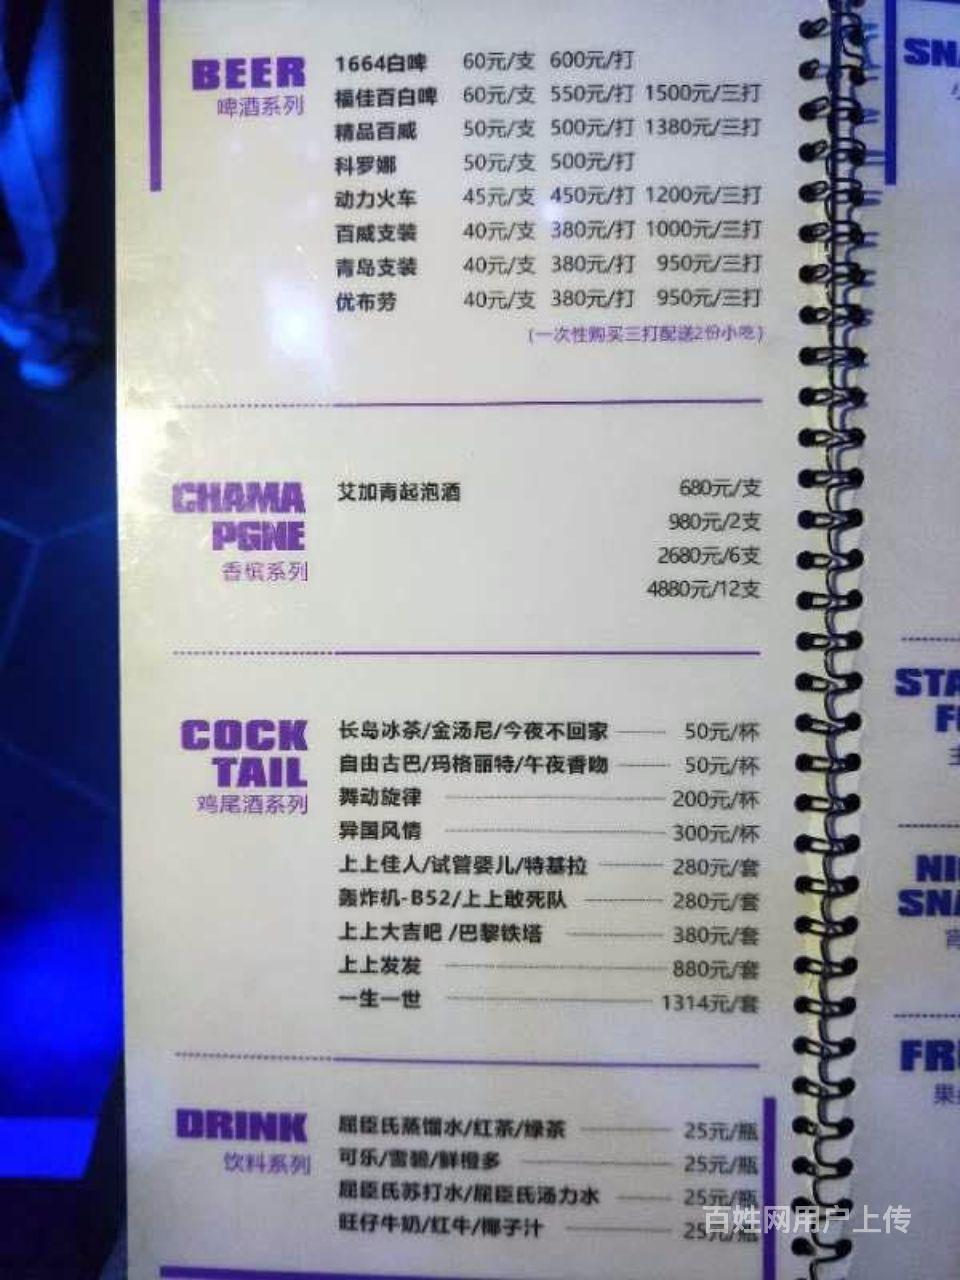 BEER
啤酒系列
1664白啤 60元/支 600元/打
福佳百白啤 60元/支 550元/打 1500元/三打
精品百威 50元/支 500元/打 1380元/三打
科罗娜 50元/支 500元/打
动力火车 45元/支 450元/打 1200元/三打
百威支装 40元/支 380元/打 1000元/三打
青岛支装 40元/支 380元/打 950元/三打
优布劳 40元/支 380元/打 950元/三打
(一次性购买三打配送2份小吃)
CHAMA
PGNE
香槟系列
艾加青起泡酒 680元/支
980元/2支
2680元/6支
4880元/12支
COCK
TAIL
鸡尾酒系列
长岛冰茶/金汤尼/今夜不回家 50元/杯
自由古巴/玛格丽特/午夜香吻 50元/杯
舞动旋律 200元/杯
异国风情 300元/杯
上上佳人/试管婴儿/特基拉 280元/套
轰炸机-B52/上上敢死队 280元/套
上上大吉吧 /巴黎铁塔 380元/套
上上发发 880元/套
一生一世 1314元/套
DRINK
饮料系列
屈臣氏蒸馏水/红茶/绿茶 25元/瓶
可乐/雪碧/鲜橙多 25元/瓶
屈臣氏苏打水/屈臣氏汤力水 25元/瓶
旺仔牛奶/红牛/椰子汁 25元/瓶
SNA
小
STA
F
主
NI
SNA
宵
FR
果
百姓网用户上传